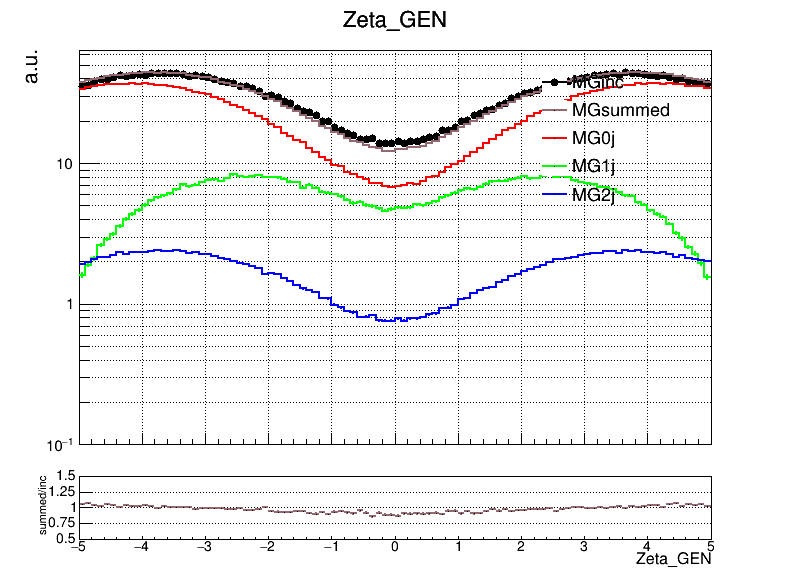 Zeta_GEN
a.u.
MGinc
MGsummed
MG0j
MG1j
MG2j
10
1
10⁻¹
summed/inc
1.5
1.25
1
0.75
0.5
−5 −4 −3 −2 −1 0 1 2 3 4 5
Zeta_GEN